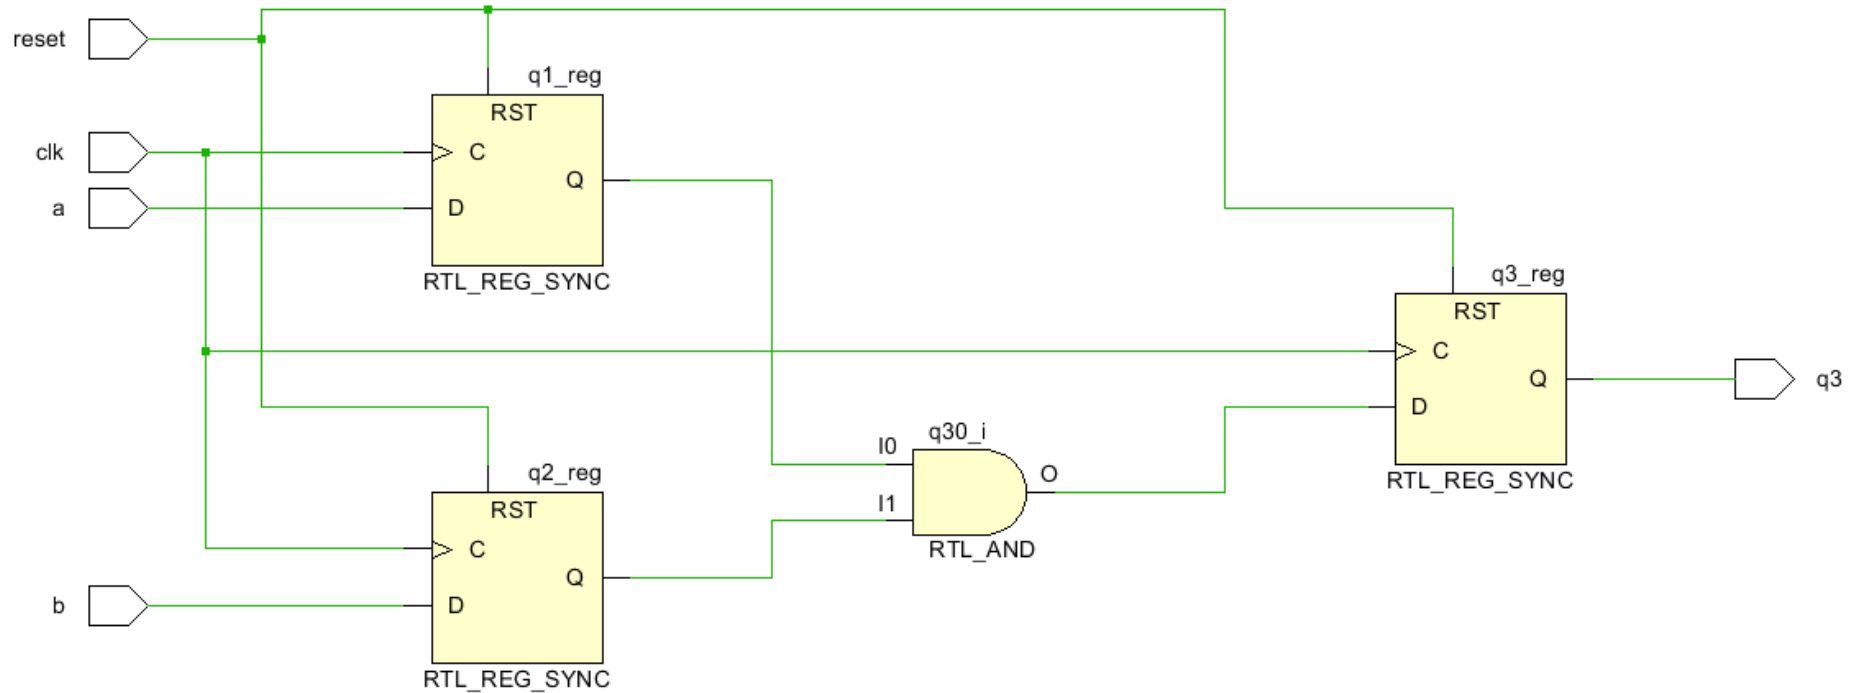 reset
q1_reg
RST
clk
C
Q
a
D
RTL_REG_SYNC
q3_reg
RST
C
Q
q3
D
RTL_REG_SYNC
q30_i
I0
O
I1
RTL_AND
q2_reg
RST
C
Q
b
D
RTL_REG_SYNC